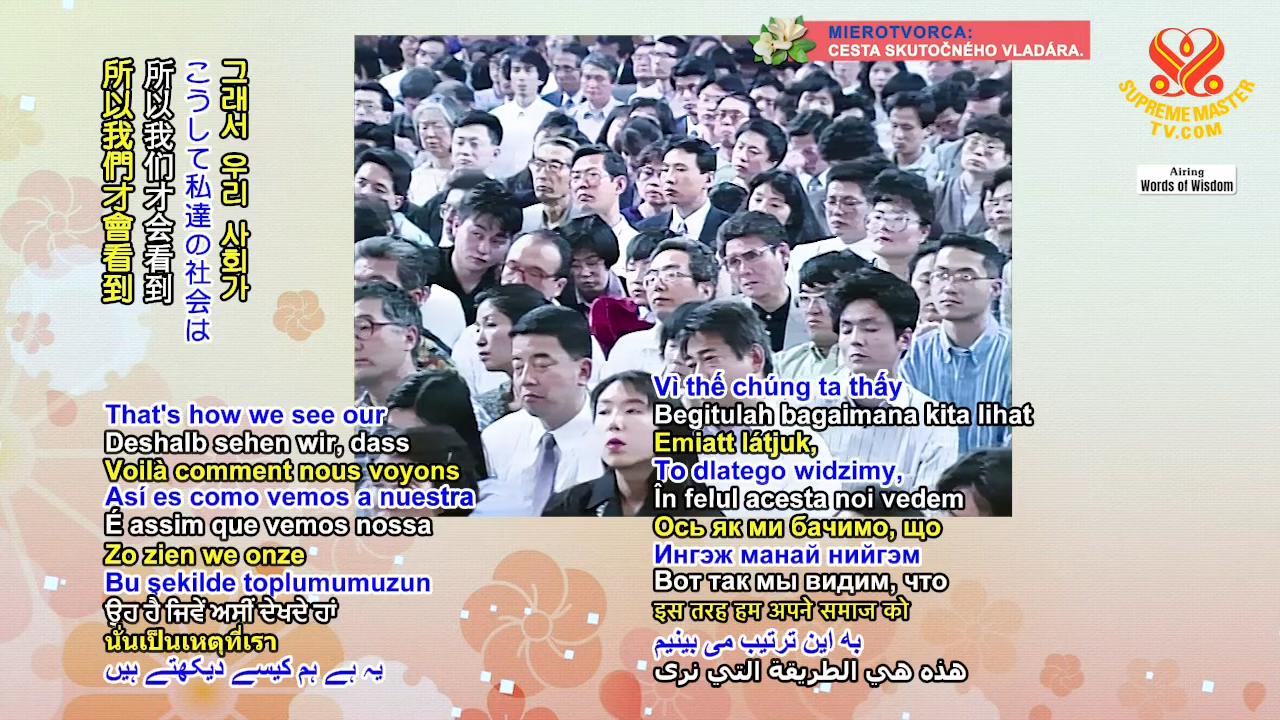 MIEROTVORCA:
CESTA SKUTOČNÉHO VLADÁRA.
SUPREME MASTER
TV.COM
Airing
Words of Wisdom
그래서 우리 사회가
こうして私達の社会は
所以我们才会看到
所以我們才會看到
That's how we see our
Deshalb sehen wir, dass
Voilà comment nous voyons
Así es como vemos a nuestra
É assim que vemos nossa
Zo zien we onze
Bu şekilde toplumumuzun
ਉਹ ਹੈ ਜਿਵੇਂ ਅਸੀਂ ਦੇਖਦੇ ਹਾਂ
นั่นเป็นเหตุที่เรา
یہ ہے ہم کیسے دیکھتے ہیں
Vì thế chúng ta thấy
Begitulah bagaimana kita lihat
Emiatt látjuk,
To dlatego widzimy,
În felul acesta noi vedem
Ось як ми бачимо, що
Ингэж манай нийгэм
Вот так мы видим, что
इस तरह हम अपने समाज को
به این ترتیب می بینیم
هذه هي الطريقة التي نرى